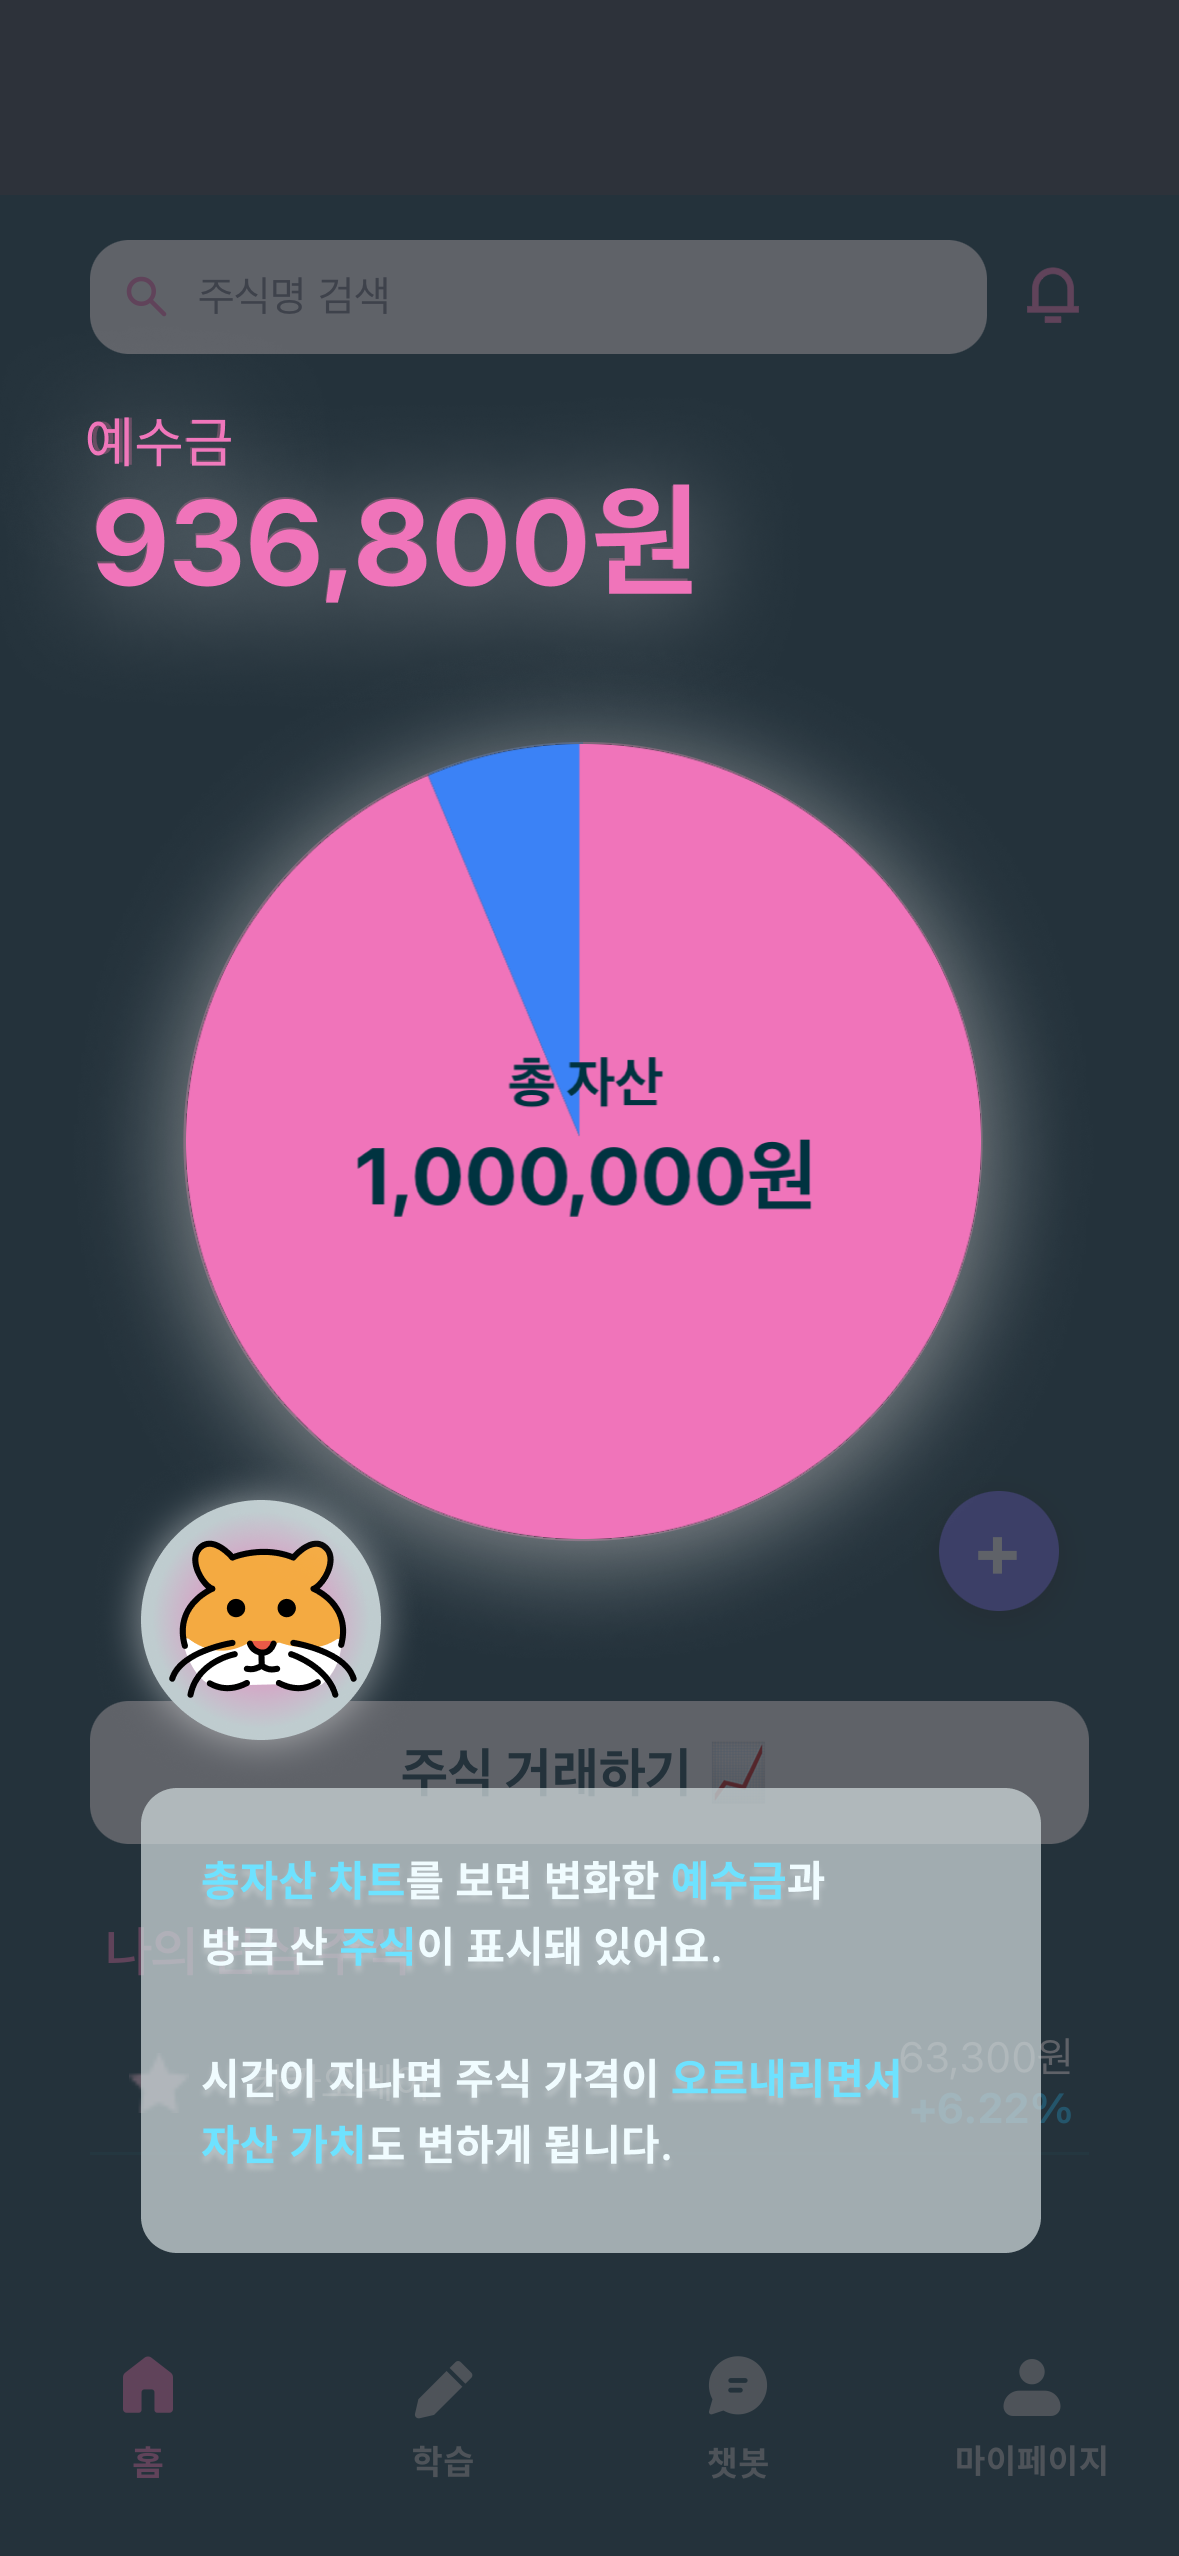 주식명 검색
예수금
936,800원
총 자산
1,000,000원
+
주식 거래하기
총자산 차트를 보면 변화한 예수금과
방금 산 주식이 표시돼 있어요.
나의
63,300원
시간이 지나면 주식 가격이 오르내리면서
+6.22%
자산 가치도 변하게 됩니다.
홈
학습
챗봇
마이페이지